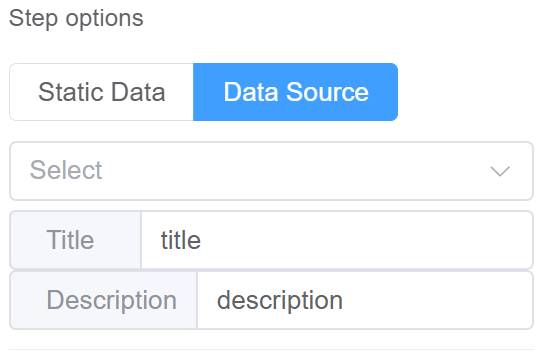 Step options
Static Data Data Source
Select
Title title
Description description